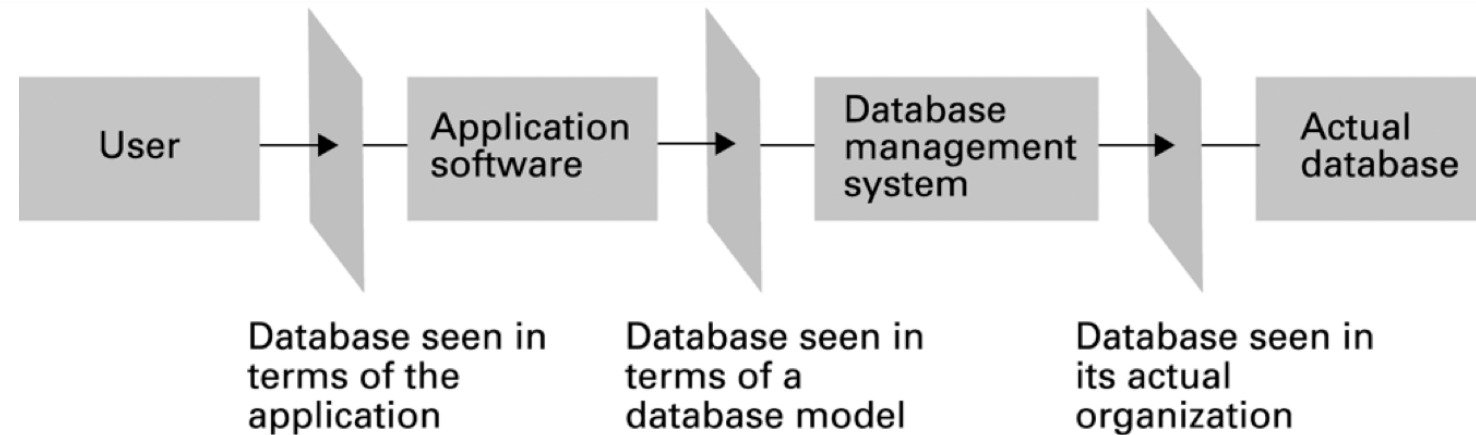 User
Application
software
Database
management
system
Actual
database
Database seen in
terms of the
application
Database seen in
terms of a
database model
Database seen in
its actual
organization